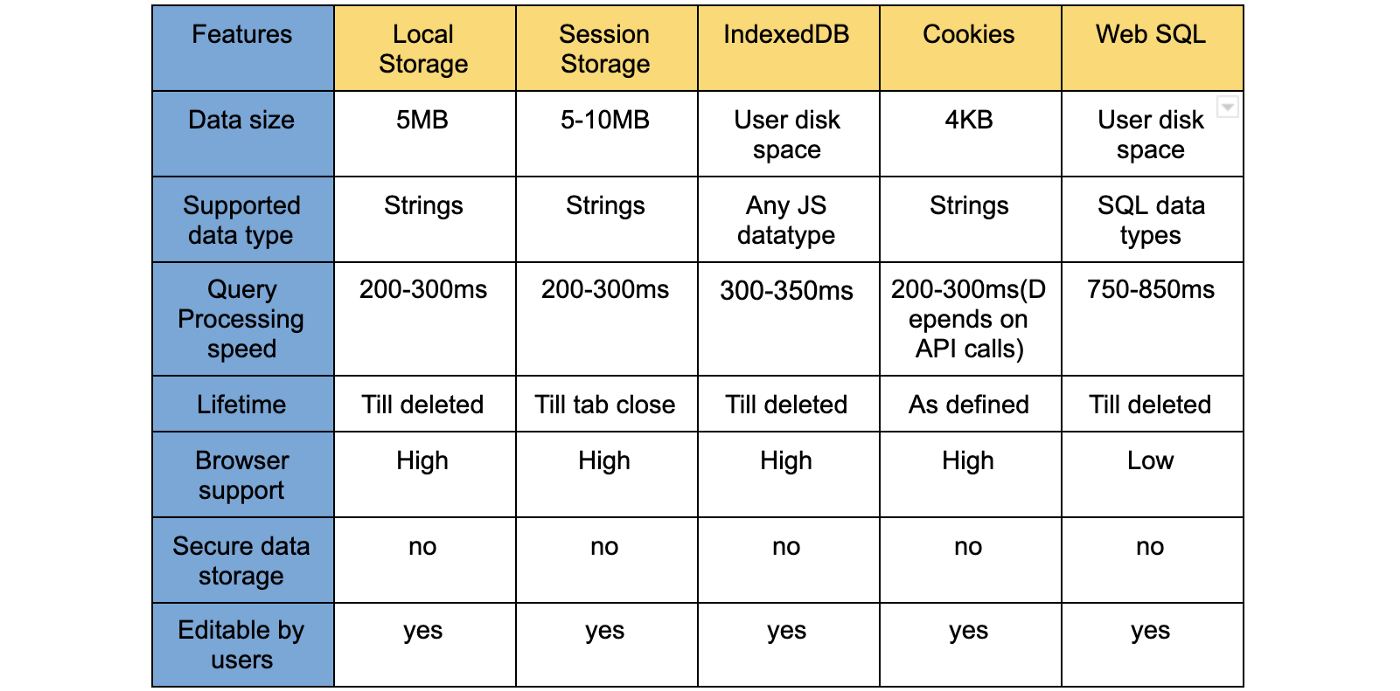 Features
Local
Storage
Session
Storage
IndexedDB
Cookies
Web SQL
Data size
5MB
5-10MB
User disk
space
4KB
User disk
space
Supported
data type
Strings
Strings
Any JS
datatype
Strings
SQL data
types
Query
Processing
speed
200-300ms
200-300ms
300-350ms
200-300ms(D
epends on
API calls)
750-850ms
Lifetime
Till deleted
Till tab close
Till deleted
As defined
Till deleted
Browser
support
High
High
High
High
Low
Secure data
storage
no
no
no
no
no
Editable by
users
yes
yes
yes
yes
yes